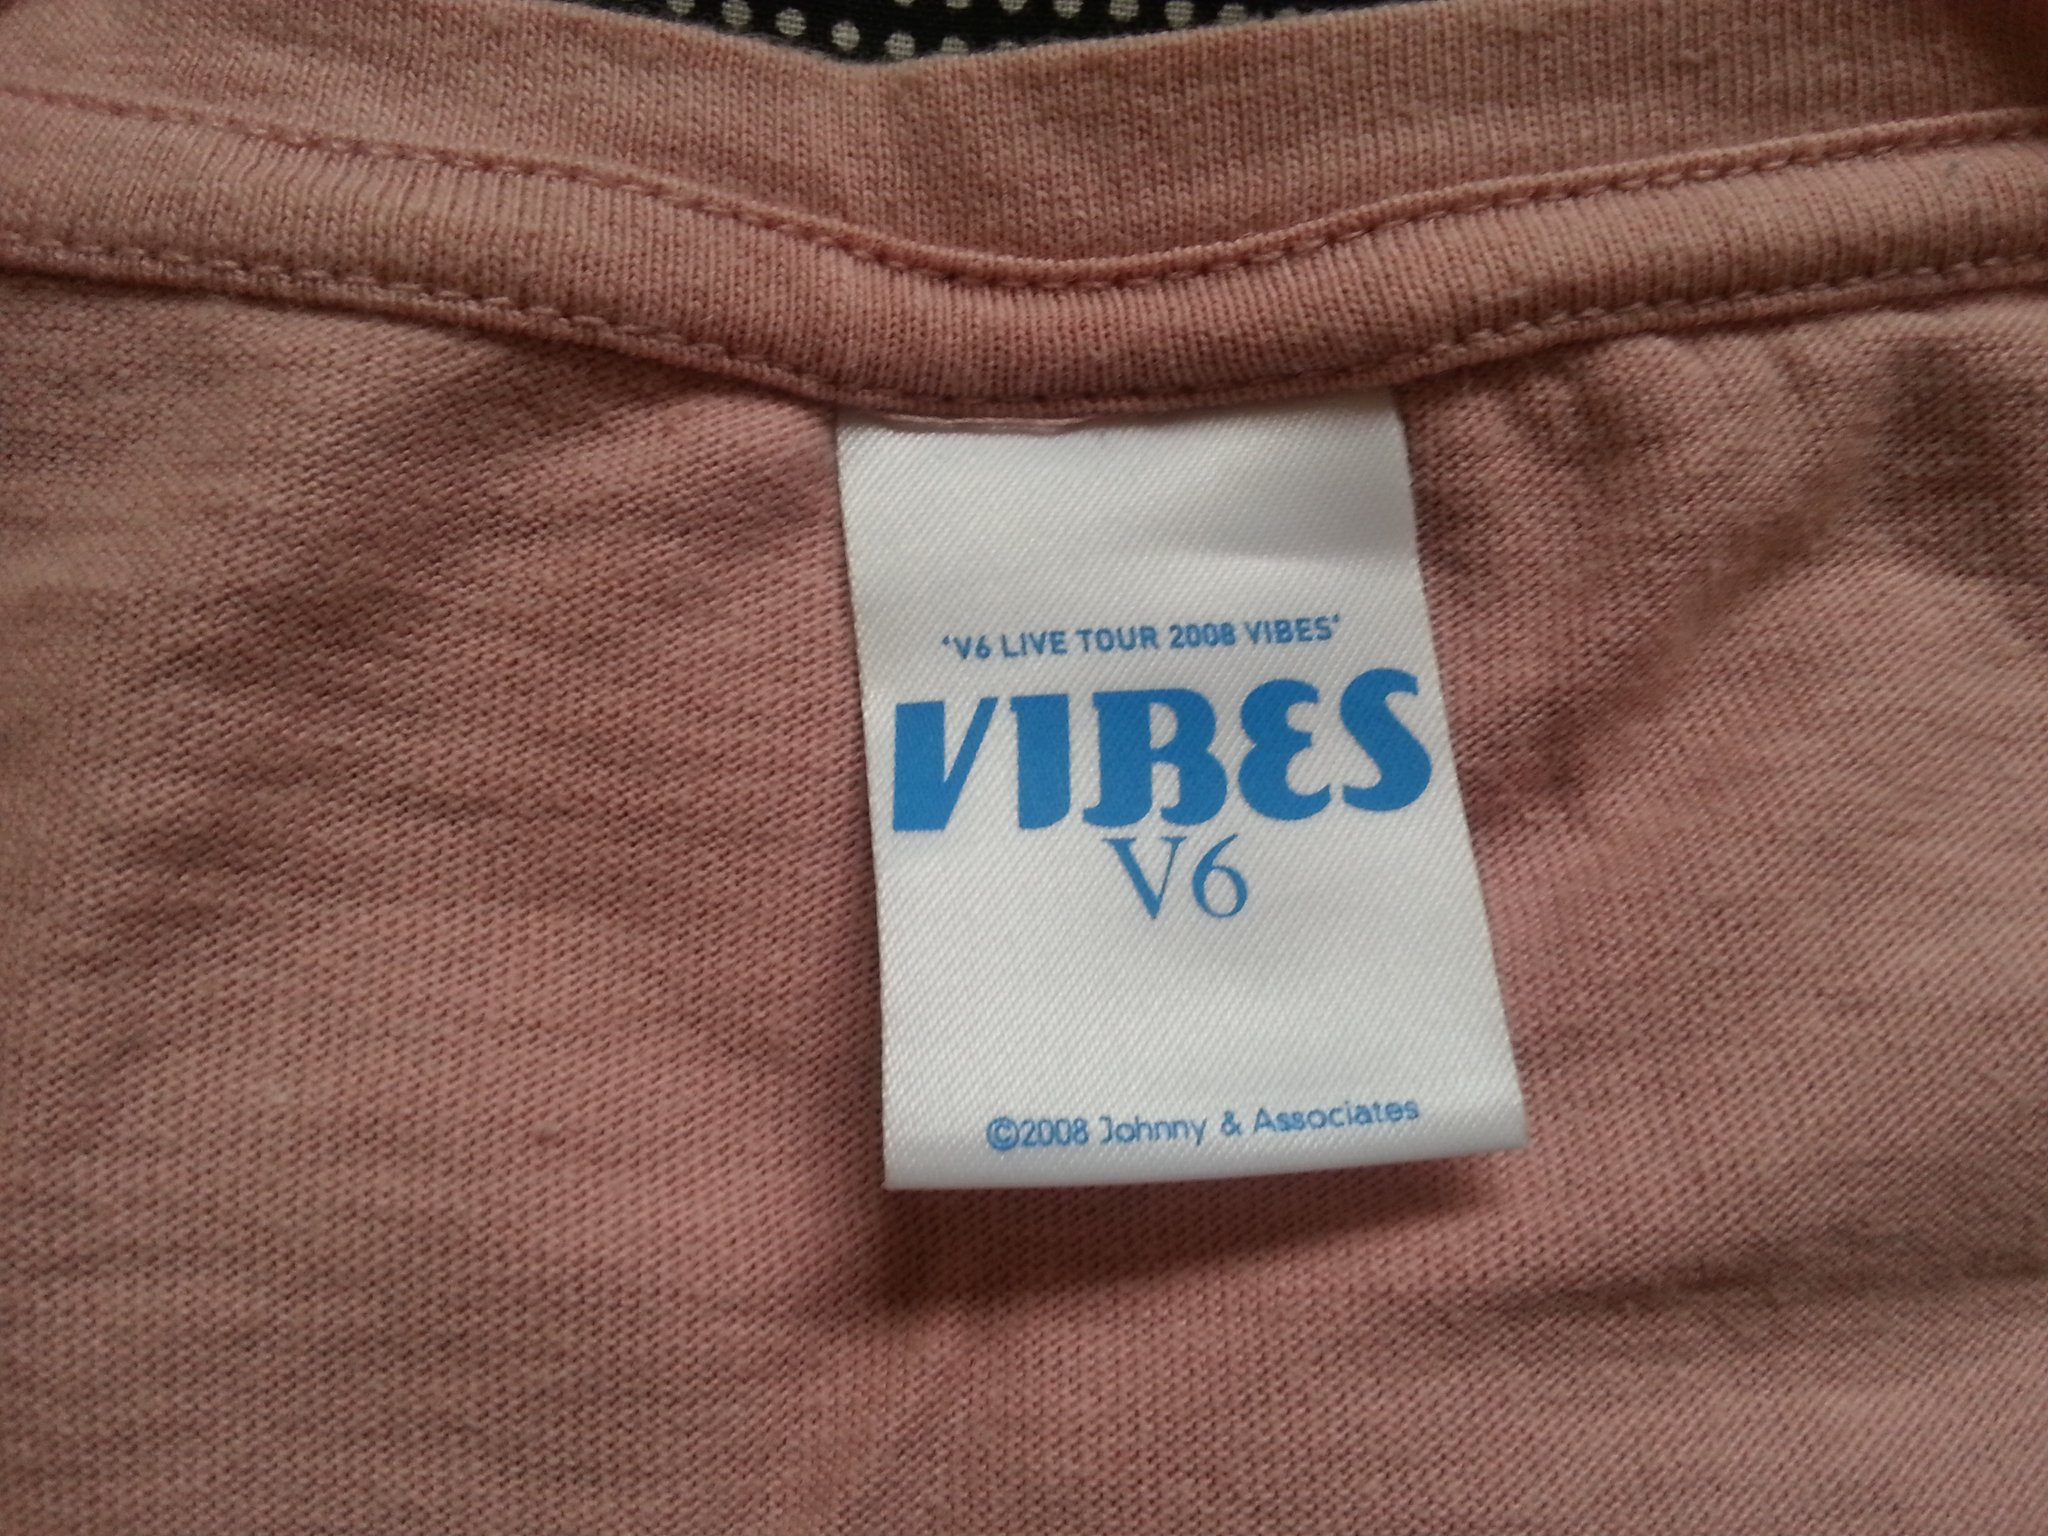 'V6 LIVE TOUR 2008 VIBES'
VIBES
V6
©2008 Johnny & Associates